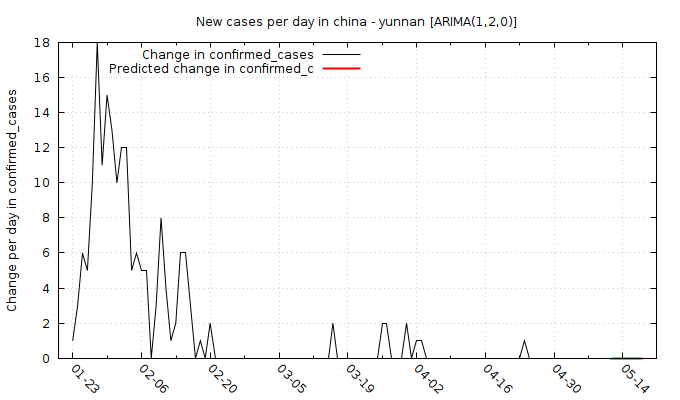 New cases per day in china - yunnan [ARIMA(1,2,0)]
Change in confirmed_cases
Predicted change in confirmed_c
Change per day in confirmed_cases
18
16
14
12
10
8
6
4
2
0
01-23 02-06 02-20 03-05 03-19 04-02 04-16 04-30 05-14